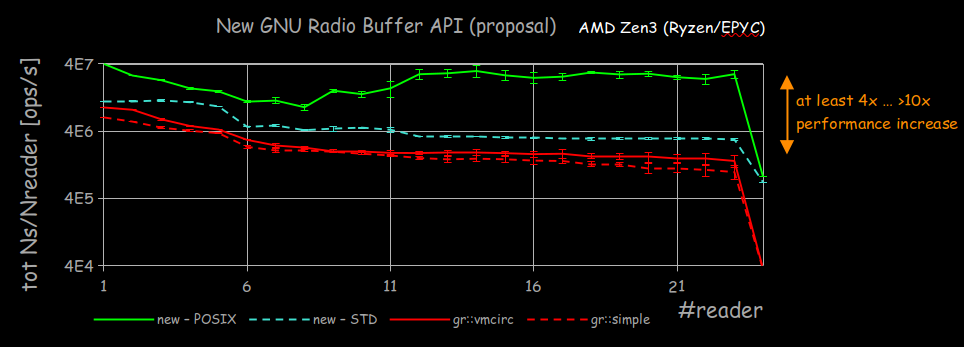 New GNU Radio Buffer API (proposal) AMD Zen3 (Ryzen/EPYC)
tot Ns/Nreader [ops/s]
4E7
4E6
4E5
4E4
1 6 11 16 21
#reader
at least 4x ... >10x
performance increase
new – POSIX new – STD gr::vmcirc gr::simple